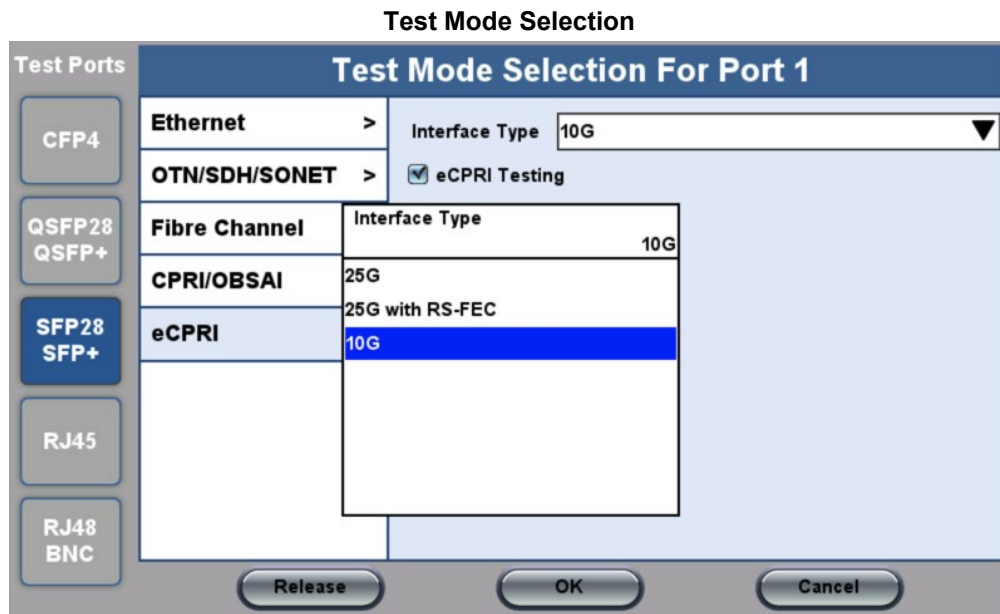 Test Mode Selection
Test Ports
Test Mode Selection For Port 1
CFP4
QSFP28
QSFP+
SFP28
SFP+
RJ45
RJ48
BNC
Ethernet >
OTN/SDH/SONET >
Fibre Channel
CPRI/OBSAI
eCPRI
Interface Type 10G
eCPRI Testing
Interface Type
10G
25G
25G with RS-FEC
10G
Release
OK
Cancel